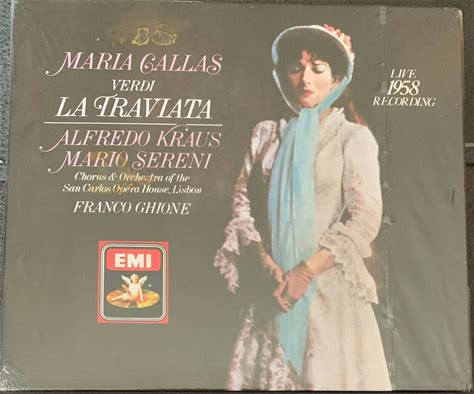 MARIA CALLAS
VERDI
LA TRAVIATA
ALFREDO KRAUS
MARIO SERENI
Chorus & Orchestra of the
San Carlos Opera House, Lisbon
FRANCO GHIONE
EMI
LIVE
1958
RECORDING